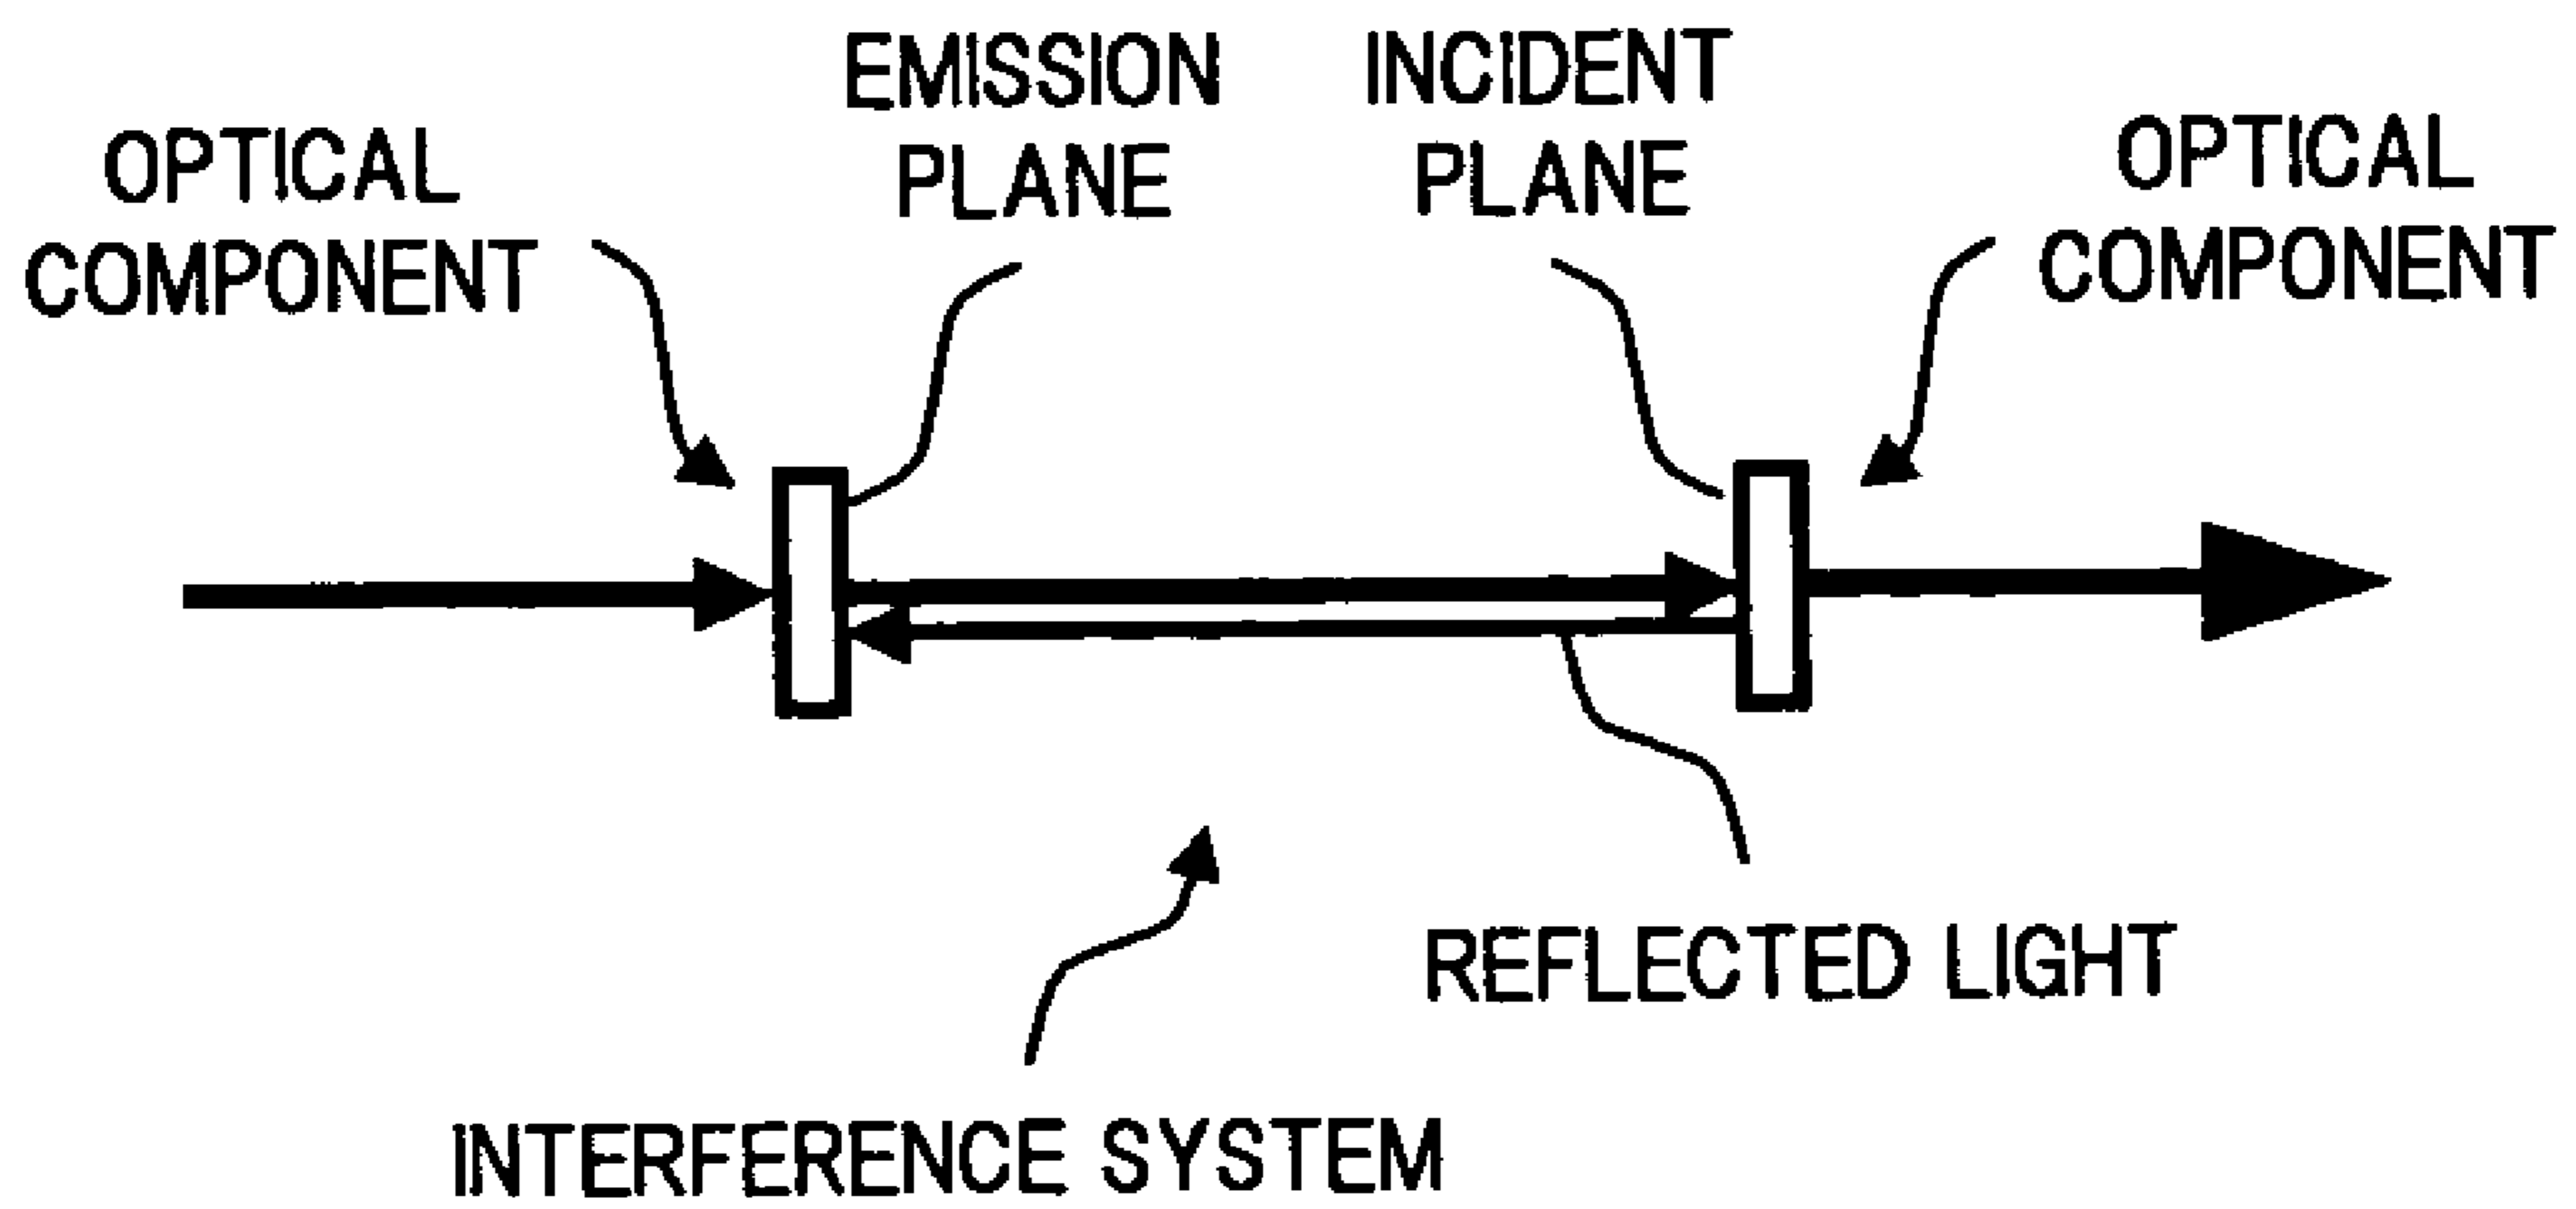 OPTICAL
COMPONENT
EMISSION
PLANE
INCIDENT
PLANE
OPTICAL
COMPONENT
REFLECTED LIGHT
INTERFERENCE SYSTEM